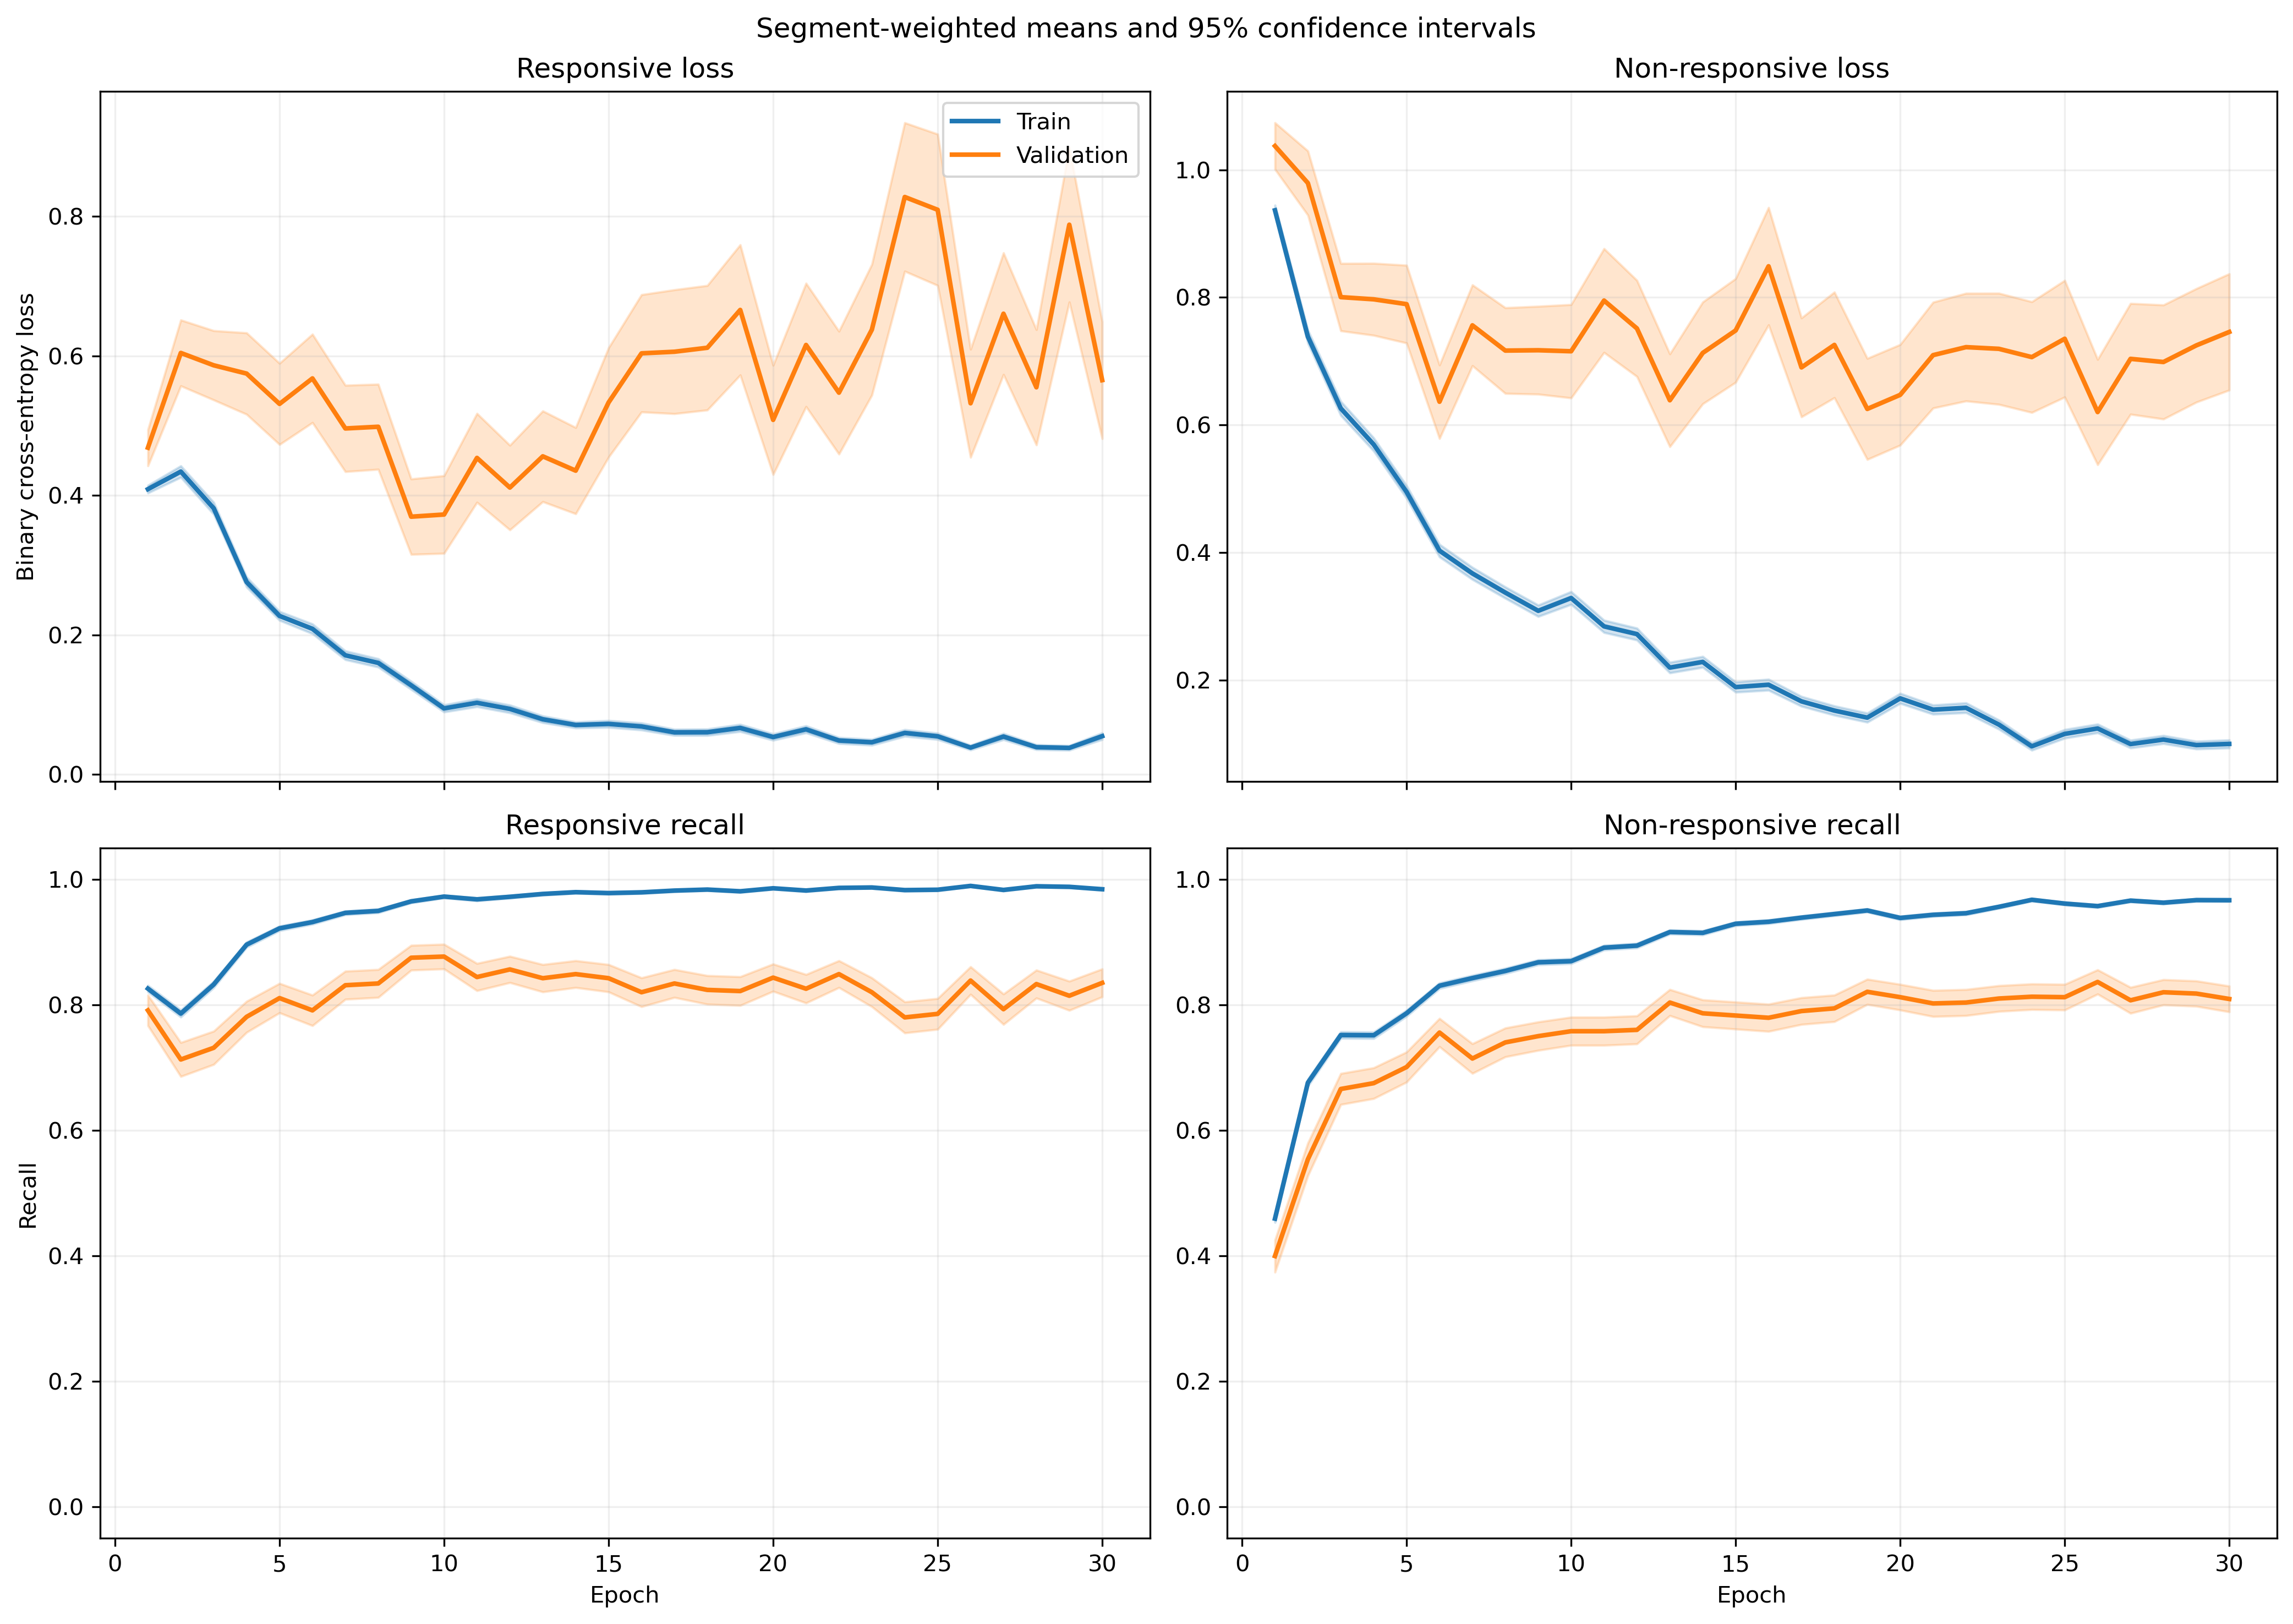 Segment-weighted means and 95% confidence intervals
Responsive loss
Non-responsive loss
Train
Validation
Binary cross-entropy loss
0.8
0.6
0.4
0.2
0.0
1.0
0.8
0.6
0.4
0.2
Responsive recall
Non-responsive recall
Recall
1.0
0.8
0.6
0.4
0.2
0.0
1.0
0.8
0.6
0.4
0.2
0.0
0 5 10 15 20 25 30
0 5 10 15 20 25 30
Epoch
Epoch